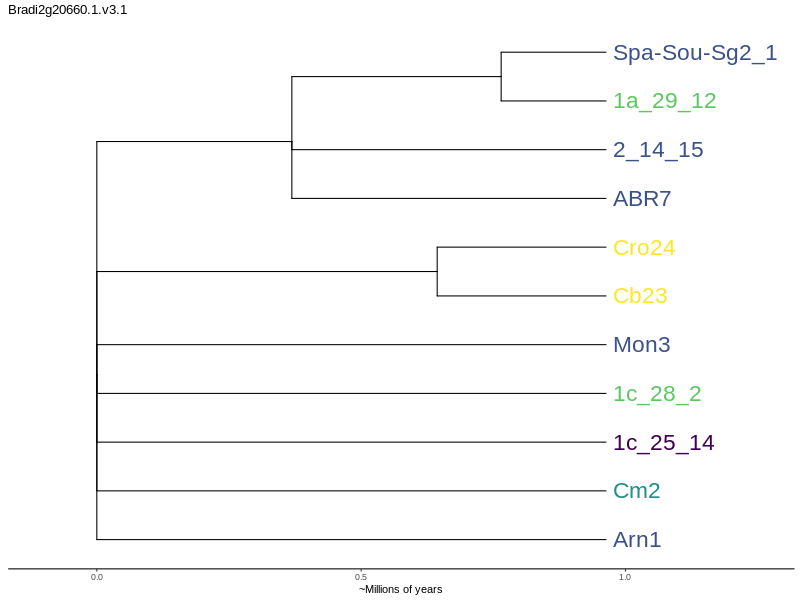 Bradi2g20660.1.v3.1
Spa-Sou-Sg2_1
1a_29_12
2_14_15
ABR7
Cro24
Cb23
Mon3
1c_28_2
1c_25_14
Cm2
Arn1
0.0 0.5 1.0
~Millions of years